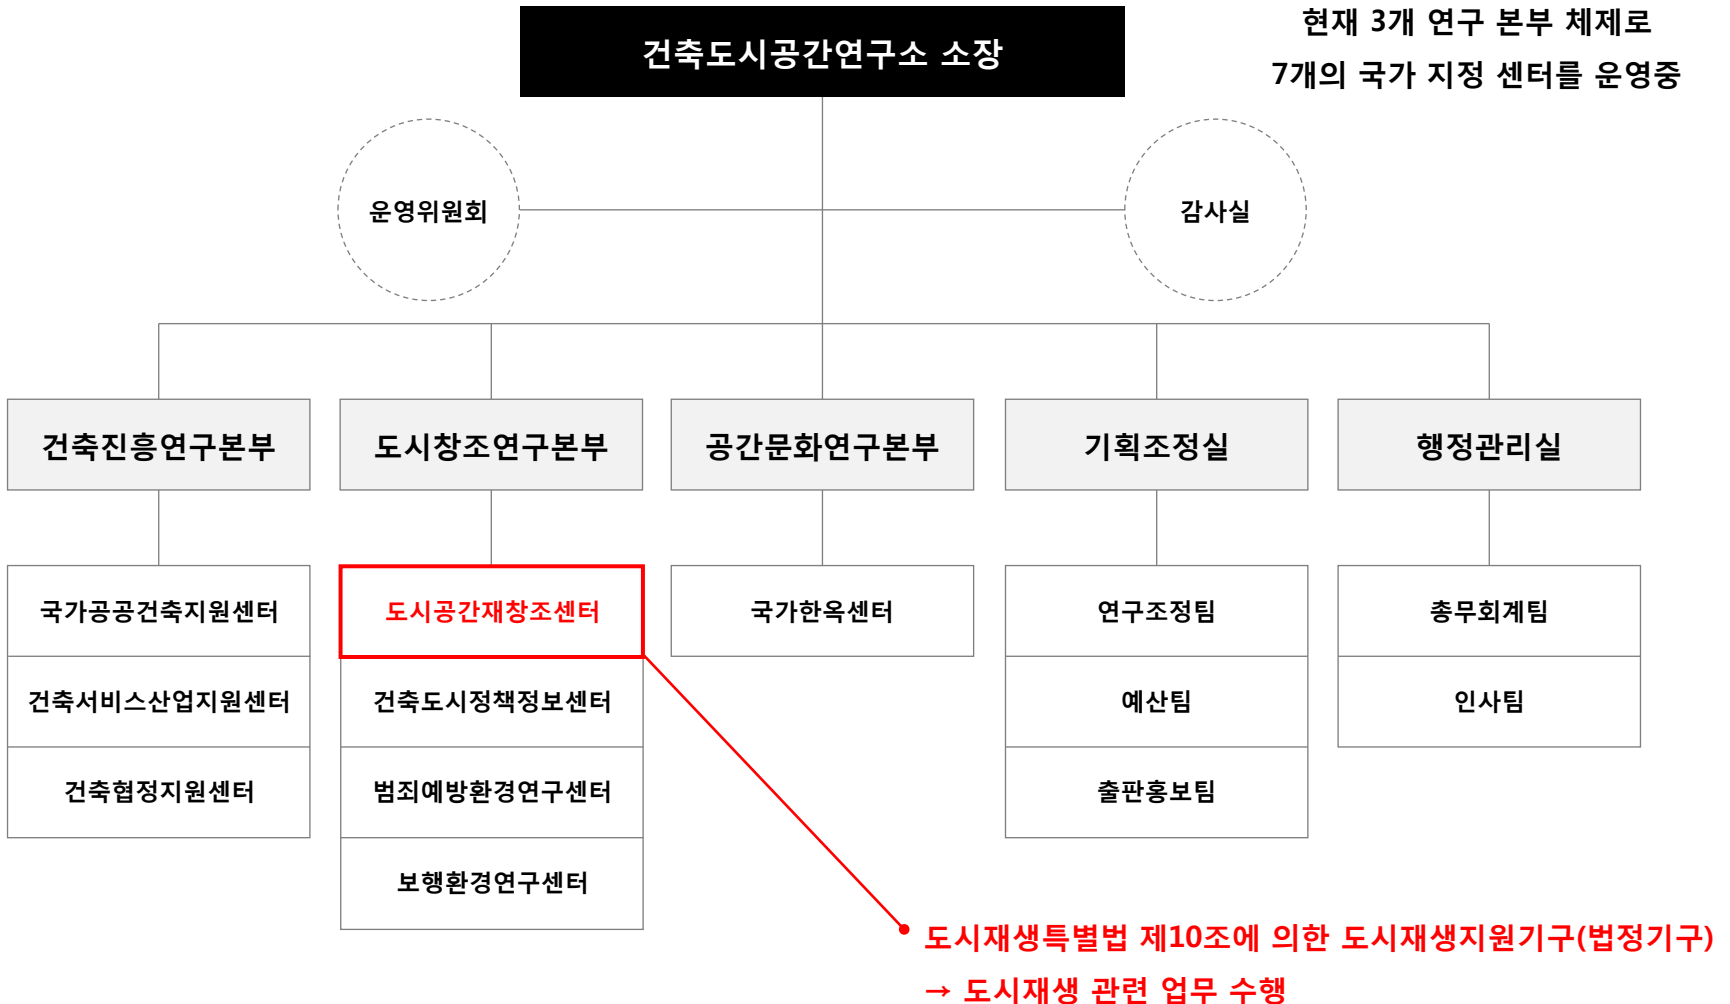 건축도시공간연구소 소장
현재 3개 연구 본부 체제로
7개의 국가 지정 센터를 운영중
운영위원회
감사실
건축진흥연구본부
도시창조연구본부
공간문화연구본부
기획조정실
행정관리실
국가공공건축지원센터
건축서비스산업지원센터
건축협정지원센터
도시공간재창조센터
건축도시정책정보센터
범죄예방환경연구센터
보행환경연구센터
국가한옥센터
연구조정팀
예산팀
출판홍보팀
총무회계팀
인사팀
도시재생특별법 제10조에 의한 도시재생지원기구(법정기구)
→ 도시재생 관련 업무 수행